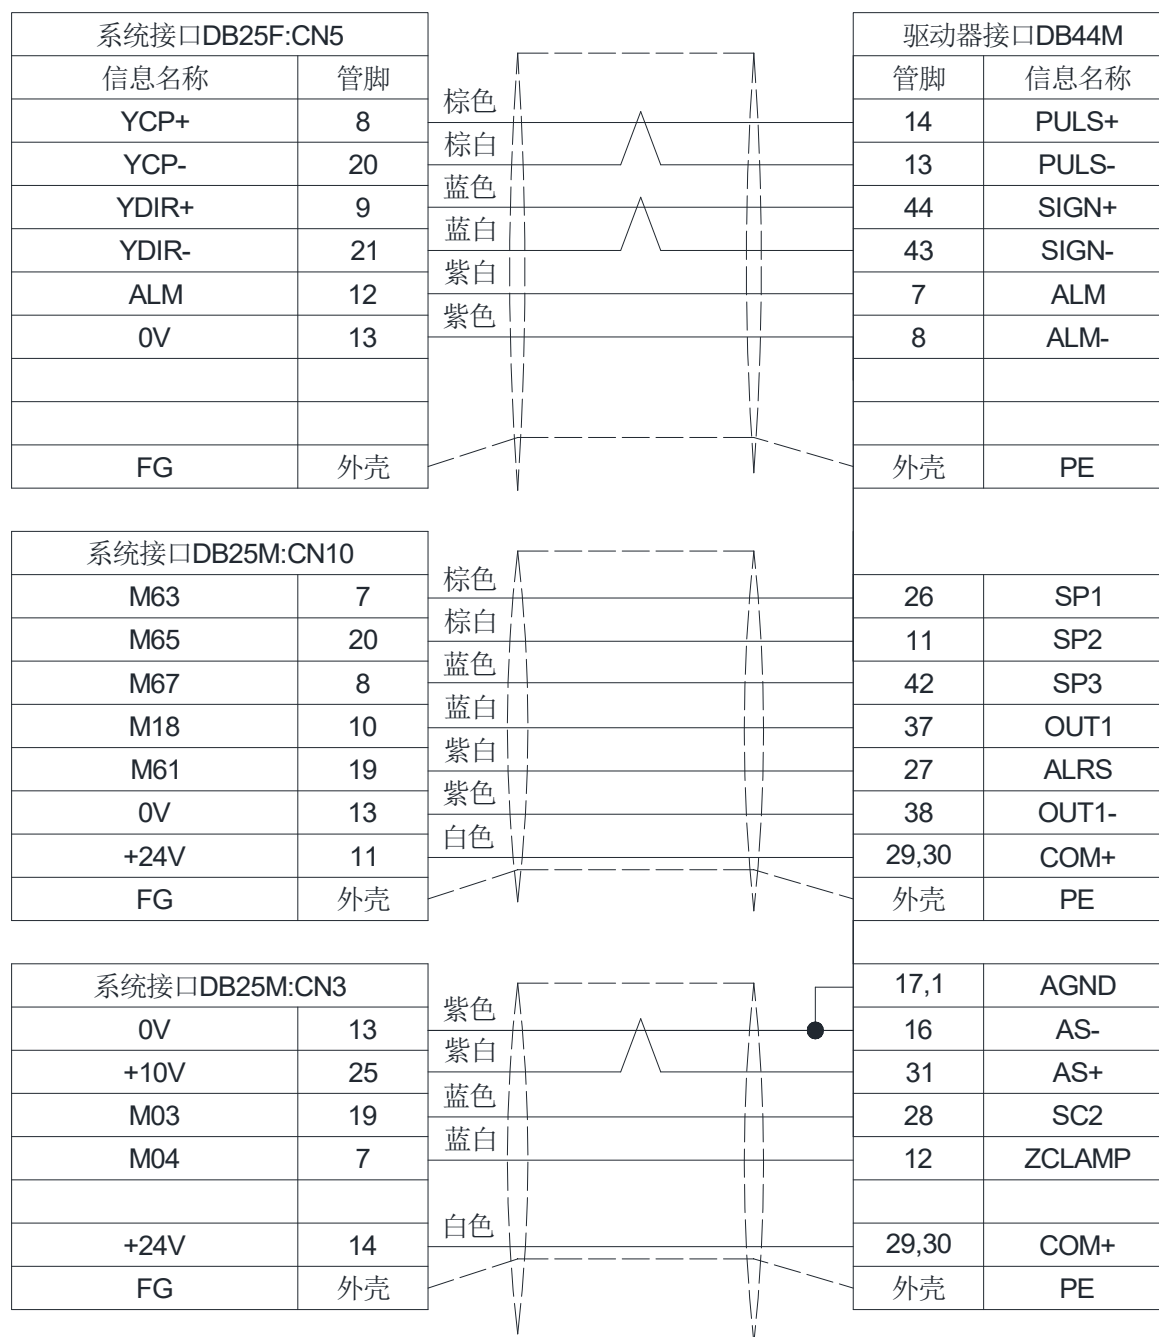 系统接口DB25F:CN5 驱动器接口DB44M
信息名称 管脚 管脚 信息名称
YCP+ 8 棕色 14 PULS+
YCP- 20 棕白 13 PULS-
YDIR+ 9 蓝色 44 SIGN+
YDIR- 21 蓝白 43 SIGN-
ALM 12 紫白 7 ALM
0V 13 紫色 8 ALM-
FG 外壳 外壳 PE
系统接口DB25M:CN10
M63 7 棕色 26 SP1
M65 20 棕白 11 SP2
M67 8 蓝色 42 SP3
M18 10 蓝白 37 OUT1
M61 19 紫白 27 ALRS
0V 13 紫色 38 OUT1-
+24V 11 白色 29,30 COM+
FG 外壳 外壳 PE
系统接口DB25M:CN3 17,1 AGND
0V 13 紫色 16 AS-
+10V 25 紫白 31 AS+
M03 19 蓝色 28 SC2
M04 7 蓝白 12 ZCLAMP
+24V 14 白色 29,30 COM+
FG 外壳 外壳 PE